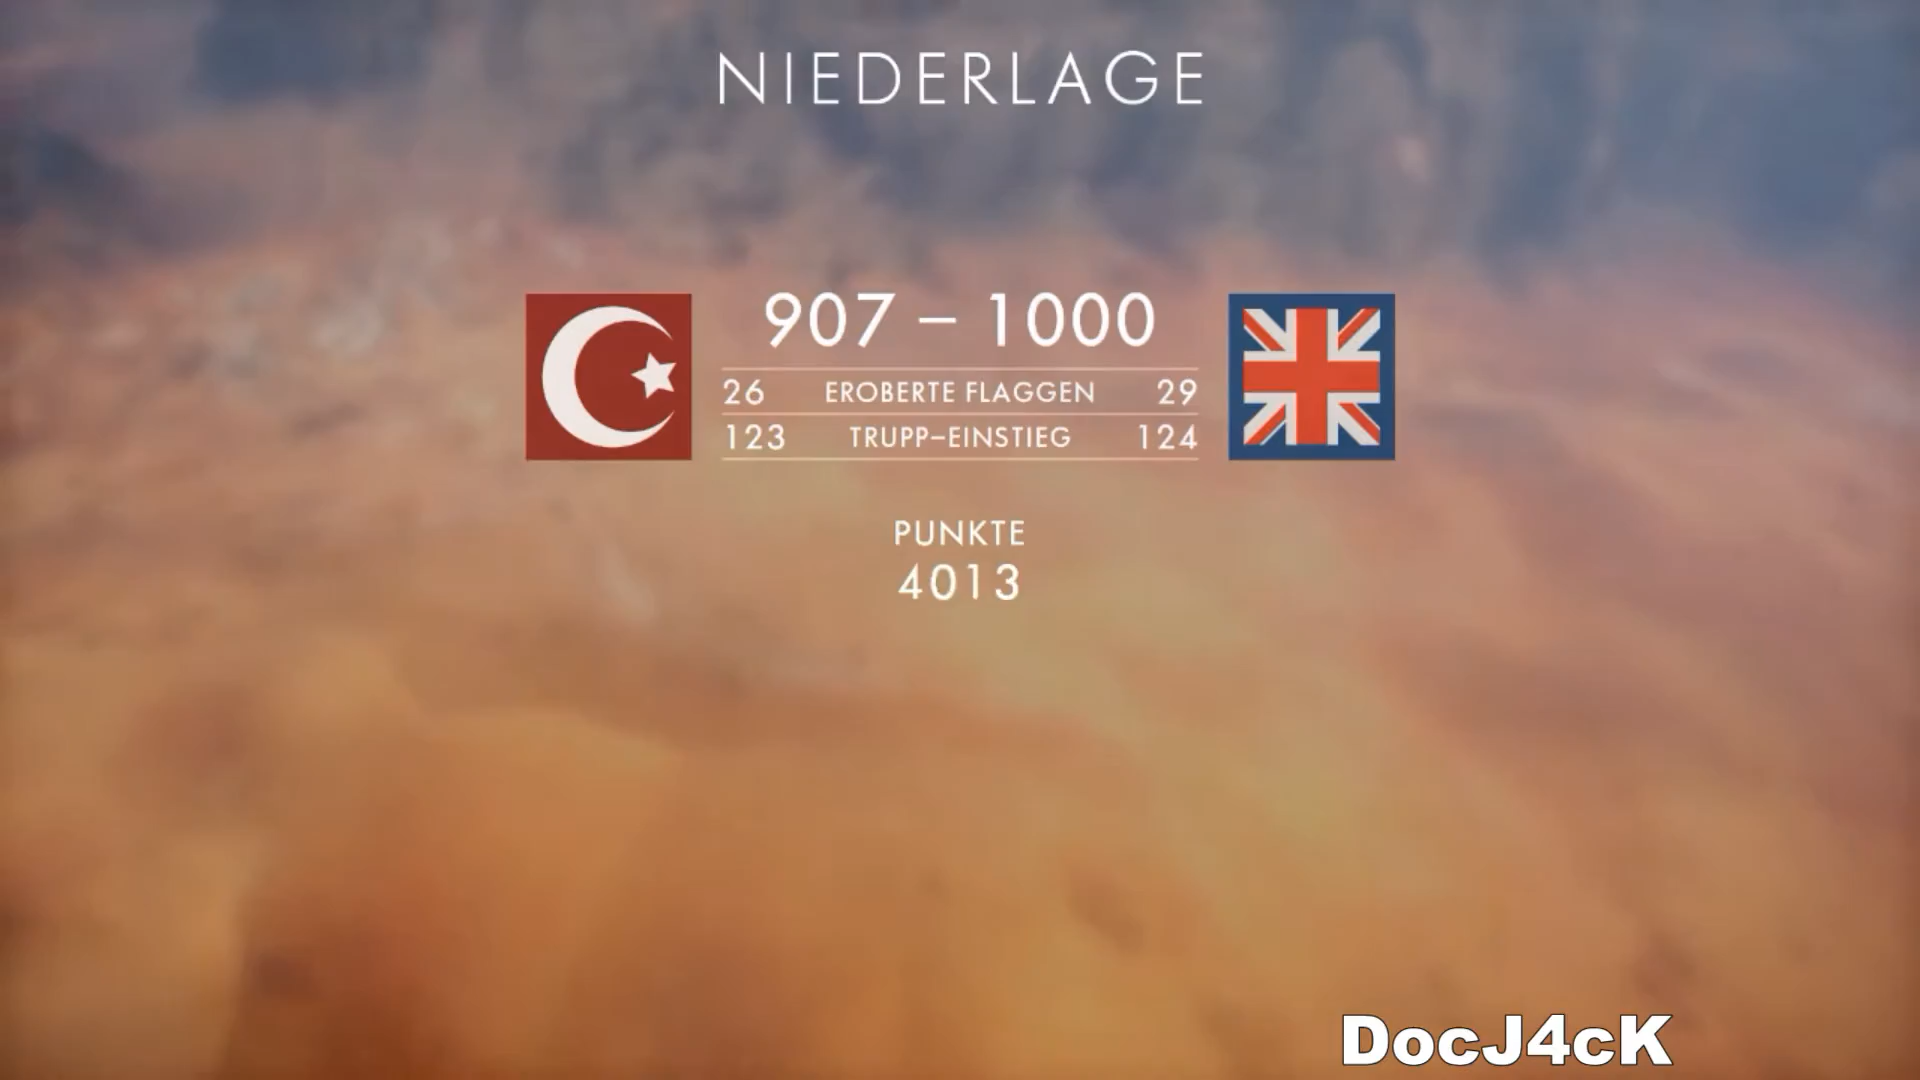 NIEDERLAGE
907 – 1000
26 EROBERTE FLAGGEN 29
123 TRUPP–EINSTIEG 124
PUNKTE
4013
DocJ4cK